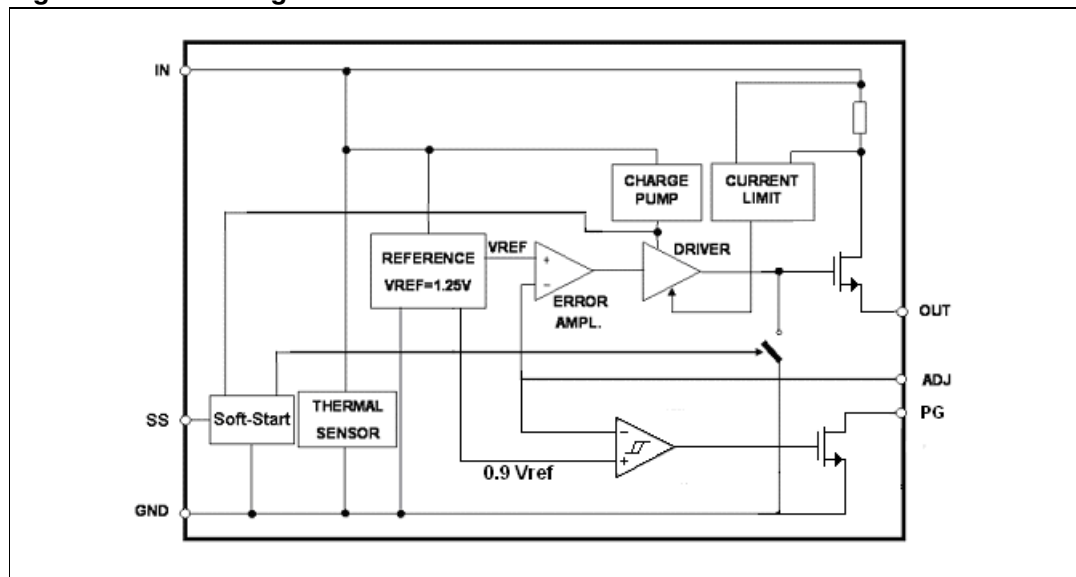 IN
CHARGE
PUMP
CURRENT
LIMIT
REFERENCE
VREF=1.25V
VREF
+
−
ERROR
AMPL.
DRIVER
OUT
ADJ
PG
SS
Soft-Start
THERMAL
SENSOR
−
+
0.9 Vref
GND